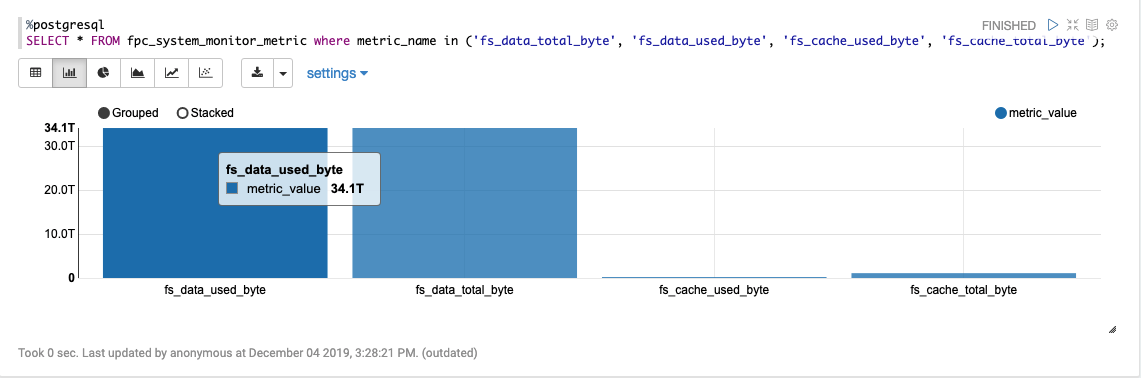 %postgresql
FINISHED
SELECT * FROM fpc_system_monitor_metric where metric_name in ('fs_data_total_byte', 'fs_data_used_byte', 'fs_cache_used_byte', 'fs_cache_total_byte');
settings
Grouped
Stacked
metric_value
34.1T
30.0T
20.0T
10.0T
0
fs_data_used_byte
metric_value 34.1T
fs_data_used_byte
fs_data_total_byte
fs_cache_used_byte
fs_cache_total_byte
Took 0 sec. Last updated by anonymous at December 04 2019, 3:28:21 PM. (outdated)